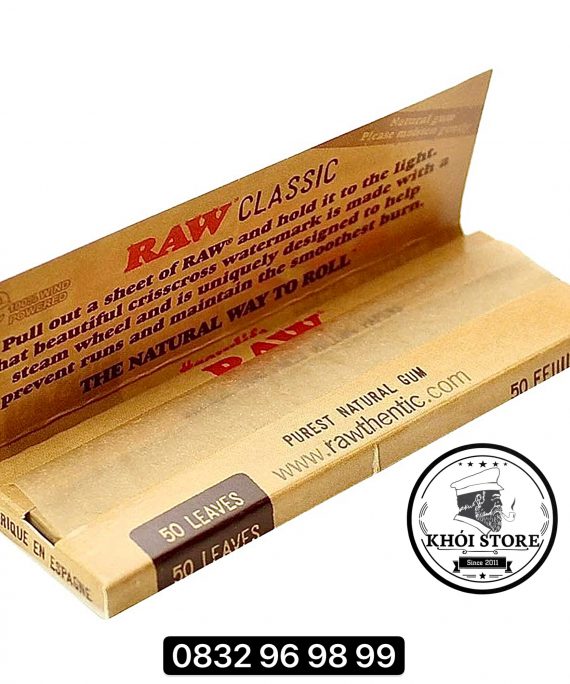 Natural gum
Please moisten gently
RAW® CLASSIC
Pull out a sheet of RAW® and hold it to the light.
that beautiful crisscross watermark is made with a
steam wheel and is uniquely designed to help
prevent runs and maintain the smoothest burn.
THE NATURAL WAY TO ROLL
100% WIND
POWERED
RAW
PUREST NATURAL GUM
www.rawthentic.com
50 LEAVES
50 LEAVES
50
RIQUE EN ESPAGNE
KHÓI STORE
Since 2011
0832 96 98 99